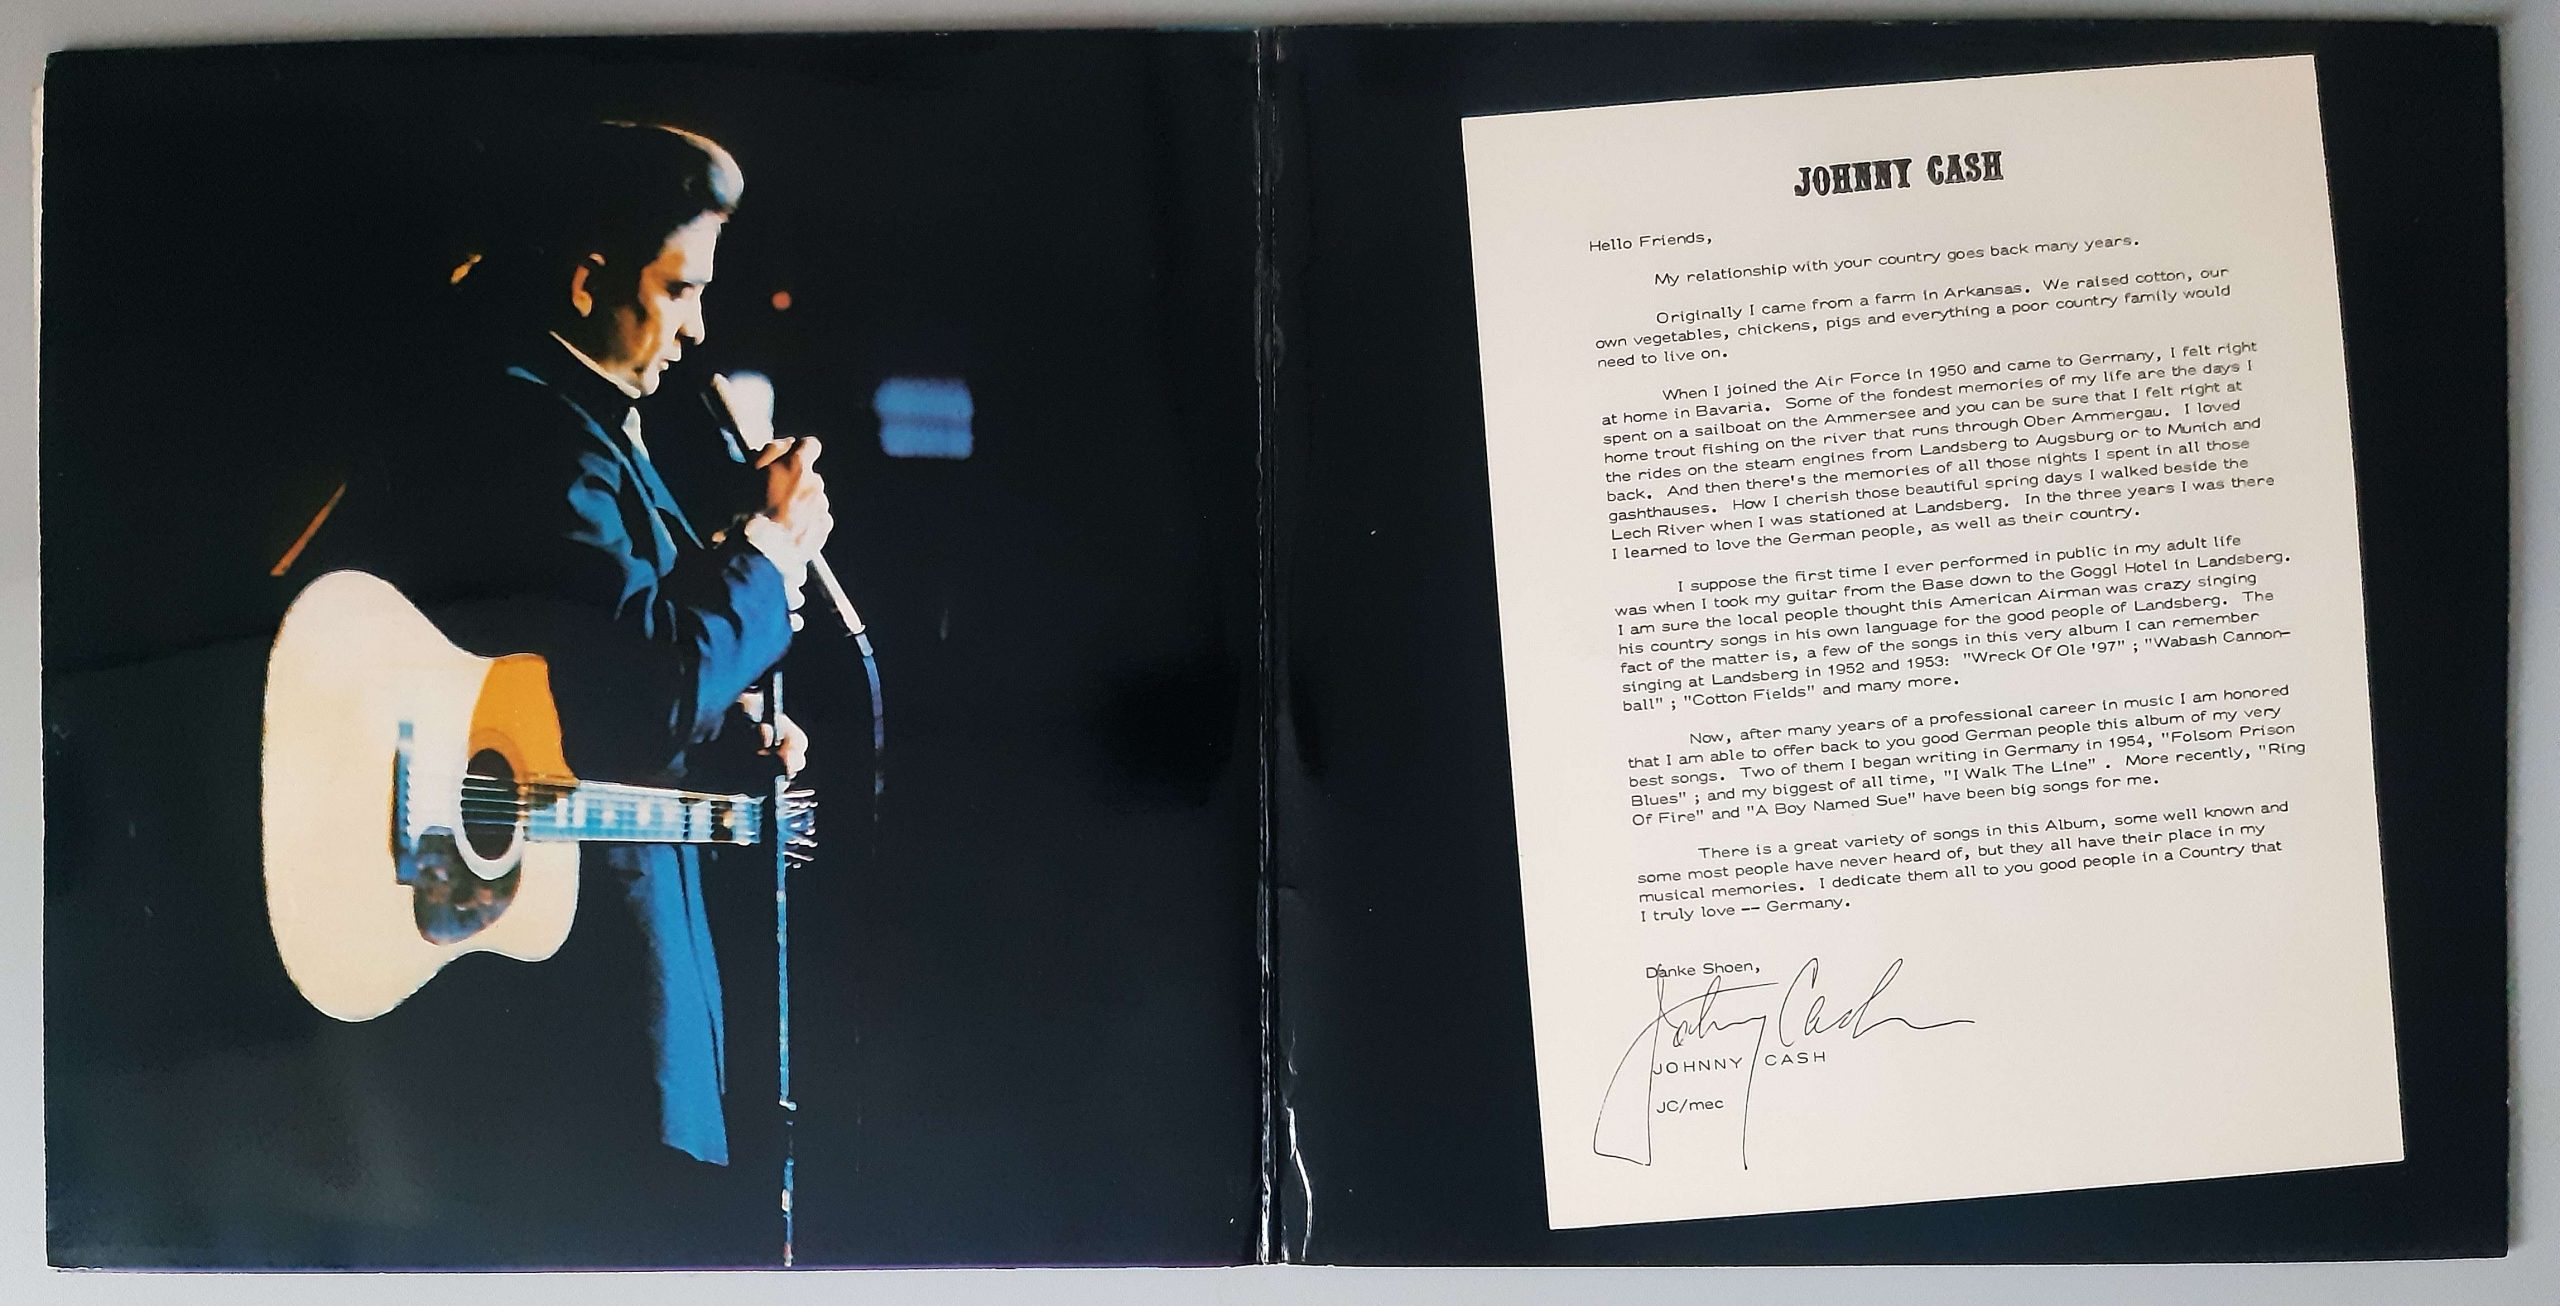 JOHNNY CASH
Hello Friends,
My relationship with your country goes back many years.
Originally I came from a farm in Arkansas. We raised cotton, our
own vegetables, chickens, pigs and everything a poor country family would
need to live on.
When I joined the Air Force in 1950 and came to Germany, I felt right
at home in Bavaria. Some of the fondest memories of my life are the days I
spent on a sailboat on the Ammersee and you can be sure that I felt right at
home trout fishing on the river that runs through Ober Ammergau. I loved
the rides on the steam engines from Landsberg to Augsburg or to Munich and
back. And then there's the memories of all those nights I spent in all those
gashthauses. How I cherish those beautiful spring days I walked beside the
Lech River when I was stationed at Landsberg. In the three years I was there
I learned to love the German people, as well as their country.
I suppose the first time I ever performed in public in my adult life
was when I took my guitar from the Base down to the Goggl Hotel in Landsberg.
I am sure the local people thought this American Airman was crazy singing
his country songs in his own language for the good people of Landsberg. The
fact of the matter is, a few of the songs in this very album I can remember
singing at Landsberg in 1952 and 1953: "Wreck Of Ole '97" ; "Wabash Cannon-
ball" ; "Cotton Fields" and many more.
Now, after many years of a professional career in music I am honored
that I am able to offer back to you good German people this album of my very
best songs. Two of them I began writing in Germany in 1954, "Folsom Prison
Blues" ; and my biggest of all time, "I Walk The Line" . More recently, "Ring
Of Fire" and "A Boy Named Sue" have been big songs for me.
There is a great variety of songs in this Album, some well known and
some most people have never heard of, but they all have their place in my
musical memories. I dedicate them all to you good people in a Country that
I truly love -- Germany.
Danke Shoen,
Johnny Cash
JOHNNY CASH
JC/mec